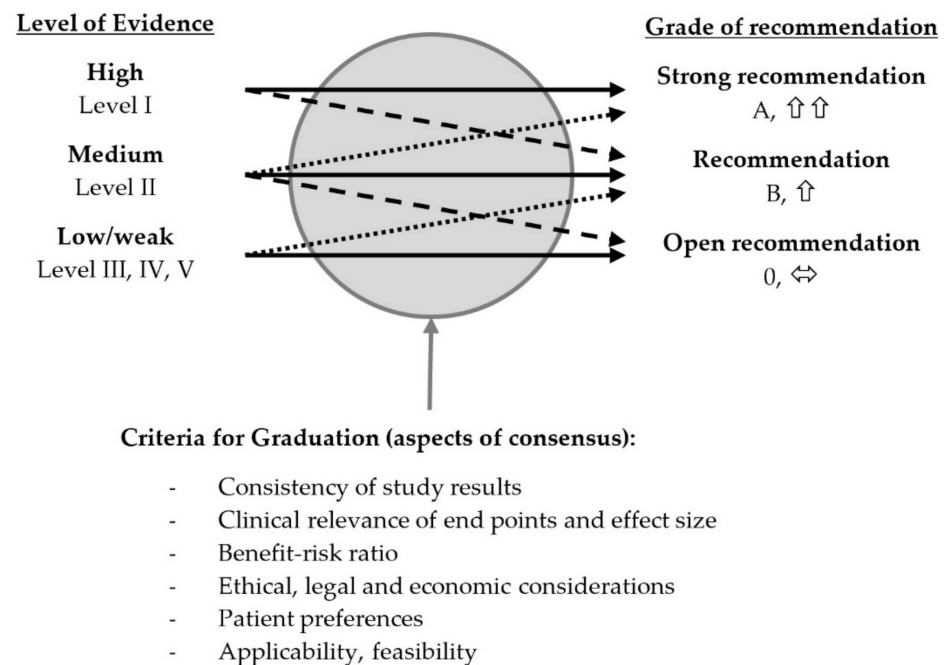 Level of Evidence
High
Level I
Medium
Level II
Low/weak
Level III, IV, V
Grade of recommendation
Strong recommendation
A, ⇧⇧
Recommendation
B, ⇧
Open recommendation
0, ⬄
Criteria for Graduation (aspects of consensus):
- Consistency of study results
- Clinical relevance of end points and effect size
- Benefit-risk ratio
- Ethical, legal and economic considerations
- Patient preferences
- Applicability, feasibility